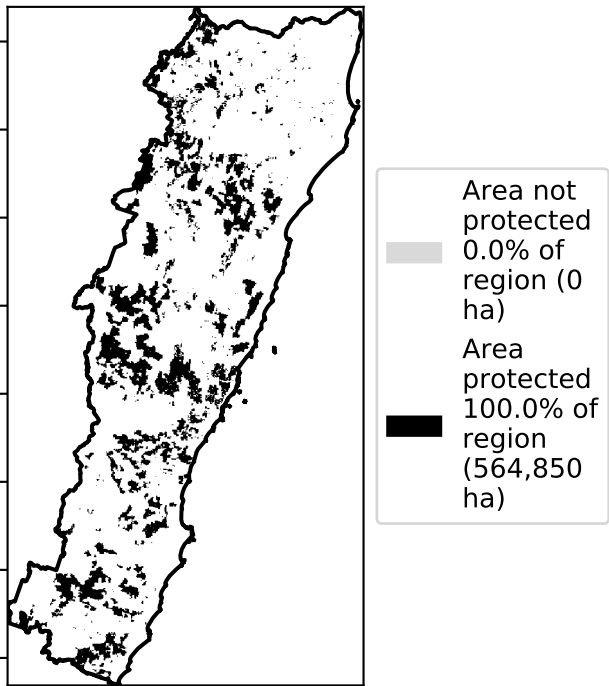 Area not
protected
0.0% of
region (0
ha)
Area
protected
100.0% of
region
(564,850
ha)